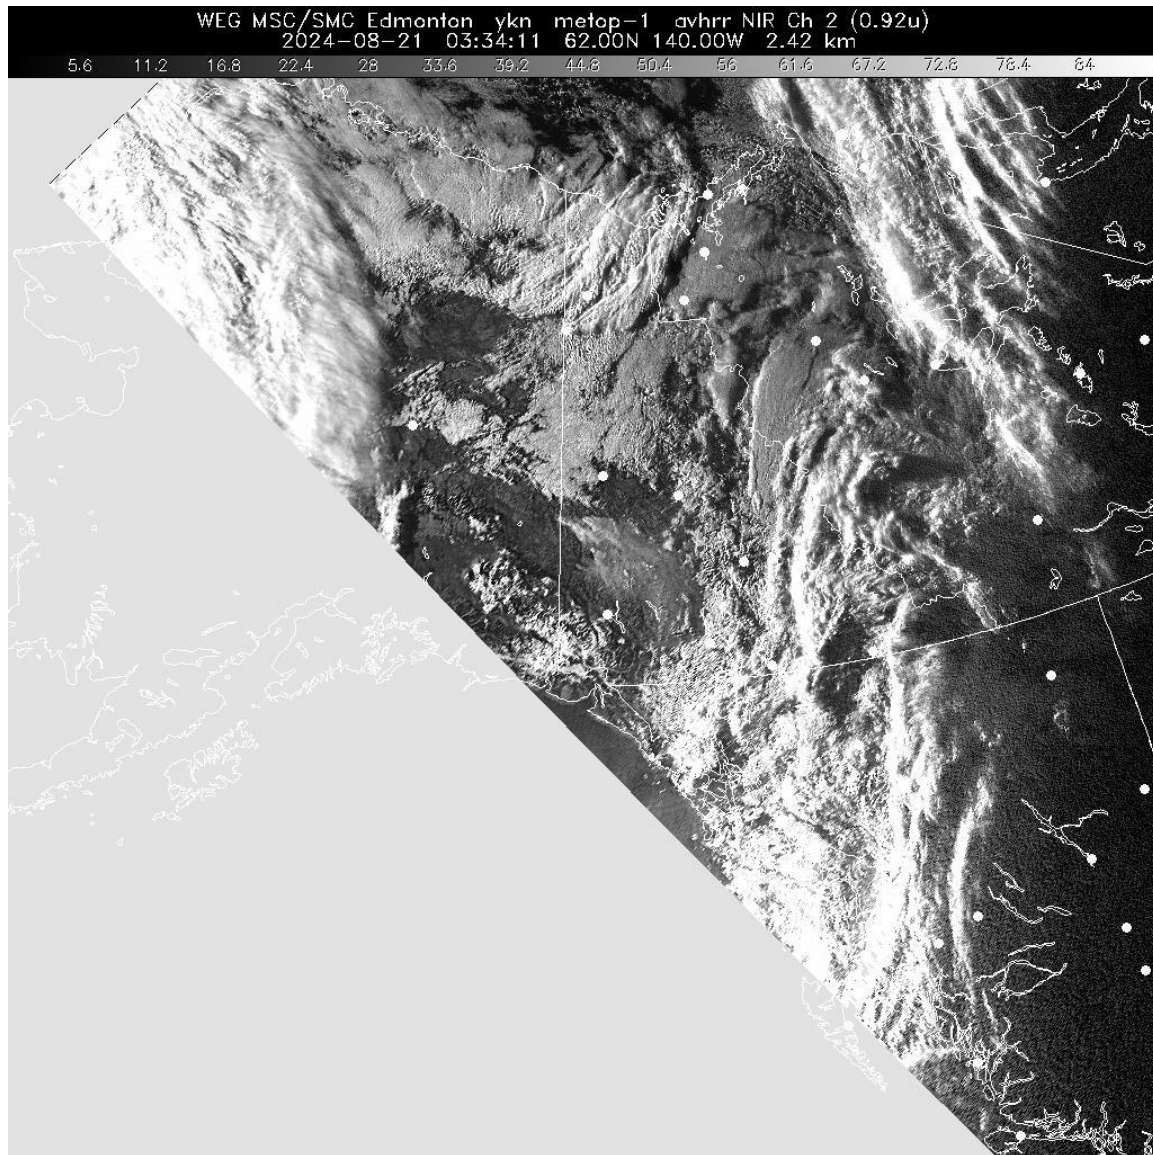 WEG MSC/SMC Edmonton ykn metop-1 avhrr NIR Ch 2 (0.92u)
2024-08-21 03:34:11 62.00N 140.00W 2.42 km
5.6 11.2 16.8 22.4 28 33.6 39.2 44.8 50.4 56 61.6 67.2 72.8 78.4 84